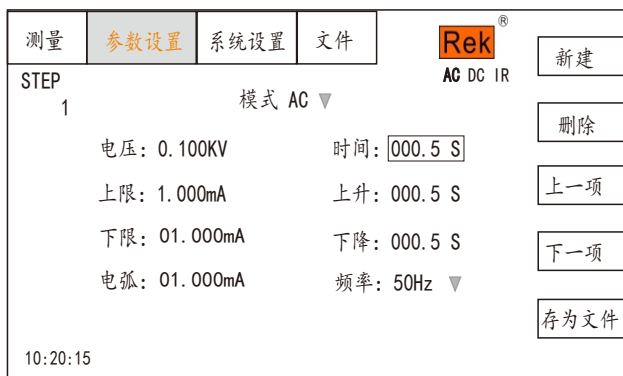 测量 参数设置 系统设置 文件 Rek®
AC DC IR
STEP
1
模式 AC ▼
电压: 0.100KV 时间: 000.5 S
上限: 1.000mA 上升: 000.5 S
下限: 01.000mA 下降: 000.5 S
电弧: 01.000mA 频率: 50Hz ▼
10:20:15
新建
删除
上一项
下一项
存为文件